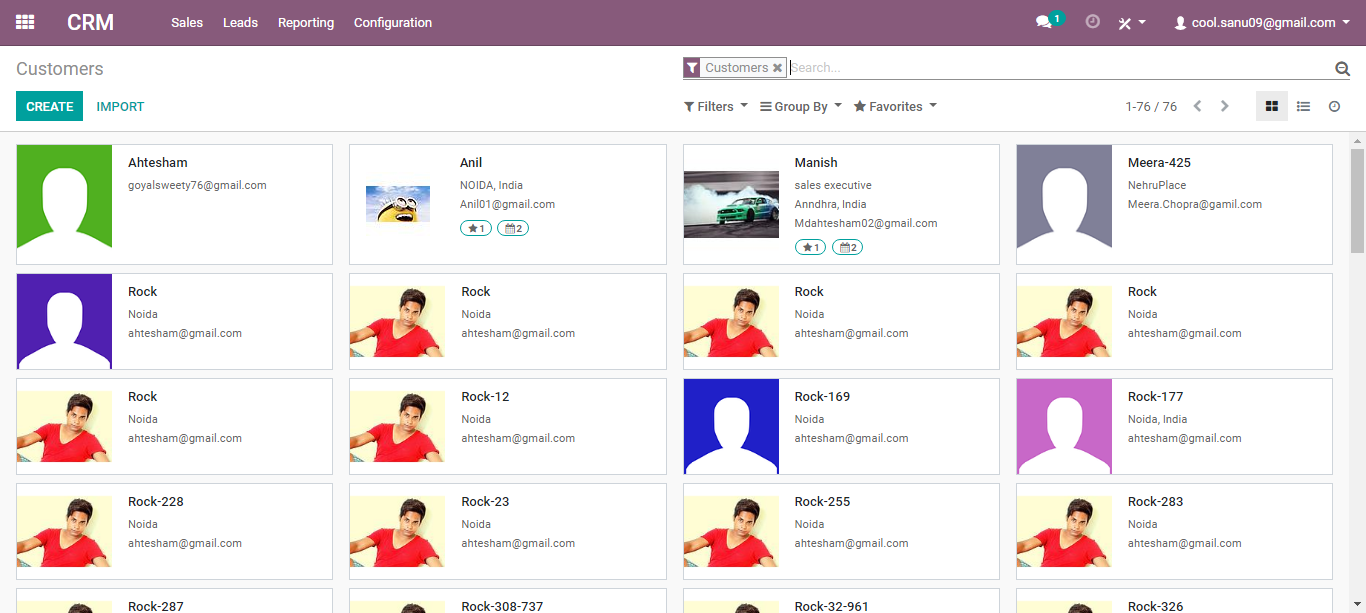 CRM Sales Leads Reporting Configuration 1 cool.sanu09@gmail.com
Customers
Customers Search...
CREATE IMPORT
Filters Group By Favorites 1-76 / 76
Ahtesham
goyalsweety76@gmail.com
Anil
NOIDA, India
Anil01@gmail.com
1 2
Manish
sales executive
Anndhra, India
Mdahtesham02@gmail.com
1 2
Meera-425
NehruPlace
Meera.Chopra@gamil.com
Rock
Noida
ahtesham@gmail.com
Rock
Noida
ahtesham@gmail.com
Rock
Noida
ahtesham@gmail.com
Rock
Noida
ahtesham@gmail.com
Rock
Noida
ahtesham@gmail.com
Rock-12
Noida
ahtesham@gmail.com
Rock-169
Noida
ahtesham@gmail.com
Rock-177
Noida, India
ahtesham@gmail.com
Rock-228
Noida
ahtesham@gmail.com
Rock-23
Noida
ahtesham@gmail.com
Rock-255
Noida
ahtesham@gmail.com
Rock-283
Noida
ahtesham@gmail.com
Rock-287
Rock-308-737
Rock-32-961
Rock-326